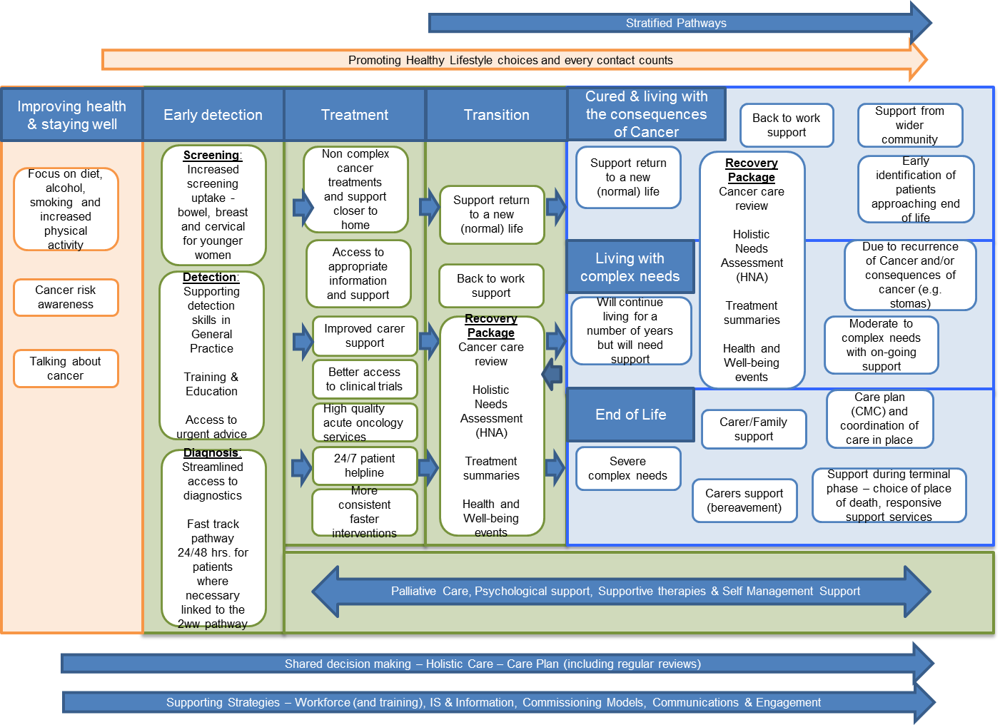 Stratified Pathways
Promoting Healthy Lifestyle choices and every contact counts
Improving health
& staying well
Focus on diet,
alcohol,
smoking and
increased
physical
activity
Cancer risk
awareness
Talking about
cancer
Early detection
Screening:
Increased
screening
uptake -
bowel, breast
and cervical
for younger
women
Detection:
Supporting
detection
skills in
General
Practice
Training &
Education
Access to
urgent advice
Diagnosis:
Streamlined
access to
diagnostics
Fast track
pathway
24/48 hrs. for
patients
where
necessary
linked to the
2ww pathway
Treatment
Non complex
cancer
treatments
and support
closer to
home
Access to
appropriate
information
and support
Improved carer
support
Better access
to clinical trials
High quality
acute oncology
services
24/7 patient
helpline
More
consistent
faster
interventions
Transition
Support return
to a new
(normal) life
Back to work
support
Recovery
Package
Cancer care
review
Holistic
Needs
Assessment
(HNA)
Treatment
summaries
Health and
Well-being
events
Cured & living with
the consequences
of Cancer
Support return
to a new
(normal) life
Recovery
Package
Cancer care
review
Holistic
Needs
Assessment
(HNA)
Treatment
summaries
Health and
Well-being
events
Back to work
support
Support from
wider
community
Early
identification of
patients
approaching end
of life
Living with
complex needs
Will continue
living for a
number of years
but will need
support
Due to recurrence
of Cancer and/or
consequences of
cancer (e.g.
stomas)
Moderate to
complex needs
with on-going
support
End of Life
Severe
complex needs
Carer/Family
support
Care plan
(CMC) and
coordination of
care in place
Carers support
(bereavement)
Support during terminal
phase – choice of place
of death, responsive
support services
Palliative Care, Psychological support, Supportive therapies & Self Management Support
Shared decision making – Holistic Care – Care Plan (including regular reviews)
Supporting Strategies – Workforce (and training), IS & Information, Commissioning Models, Communications & Engagement